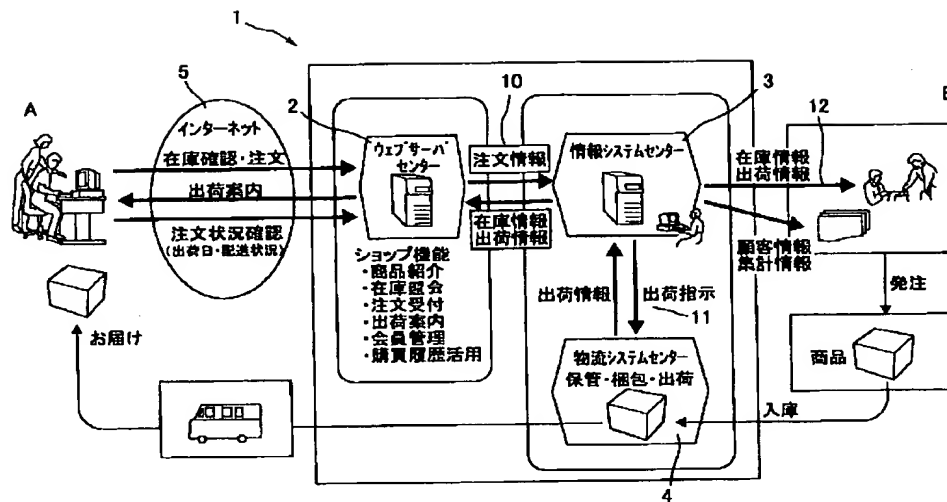 1
5
A
インターネット
在庫確認・注文
出荷案内
注文状況確認
(出荷日・配送状況)
お届け
2
ウェブサーバ
センター
ショップ機能
・商品紹介
・在庫照会
・注文受付
・出荷案内
・会員管理
・購買履歴活用
10
注文情報
在庫情報
出荷情報
3
情報システムセンター
出荷情報
出荷指示
11
物流システムセンター
保管・梱包・出荷
4
12
在庫情報
出荷情報
顧客情報
集計情報
発注
商品
入庫